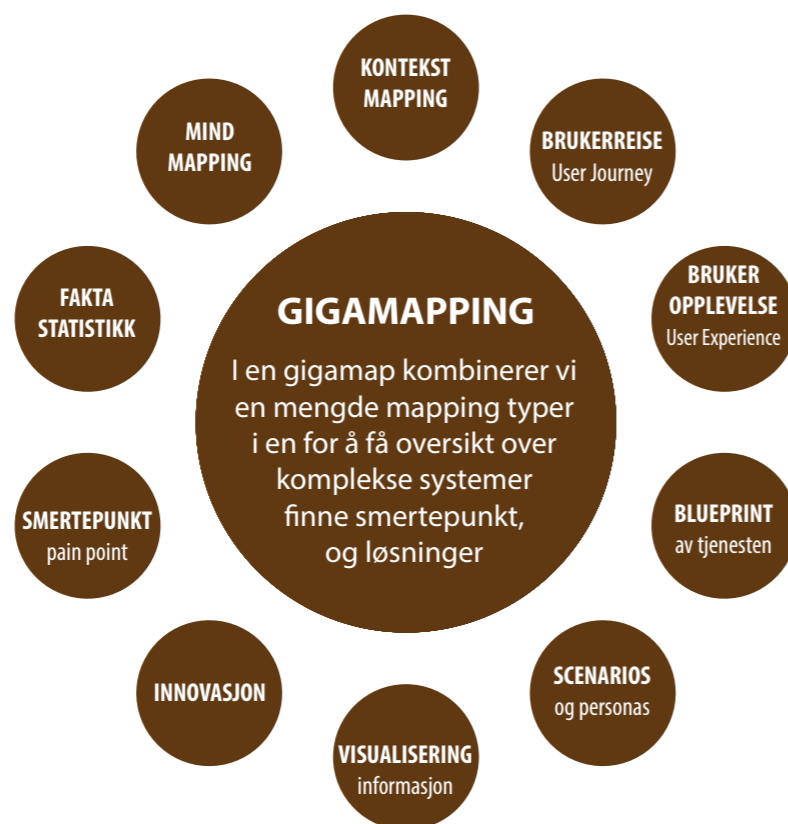 KONTEKST
MAPPING
MIND
MAPPING
BRUKERREISE
User Journey
FAKTA
STATISTIKK
BRUKER
OPPLEVELSE
User Experience
GIGAMAPPING
I en gigamap kombinerer vi
en mengde mapping typer
i en for å få oversikt over
komplekse systemer
finne smertepunkt,
og løsninger
SMERTEPUNKT
pain point
BLUEPRINT
av tjenesten
INNOVASJON
SCENARIOS
og personas
VISUALISERING
informasjon